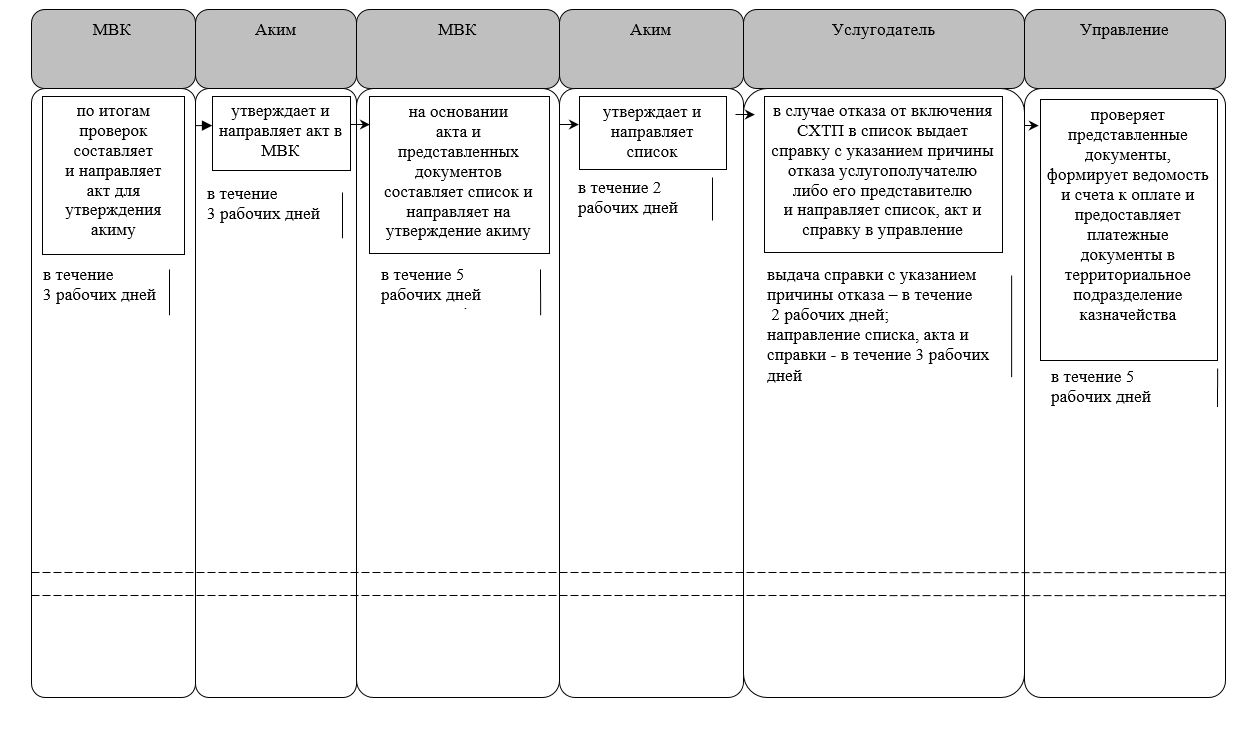 МВК
Аким
МВК
Аким
Услугодатель
Управление
по итогам
проверок
составляет
и направляет
акт для
утверждения
акиму
в течение
3 рабочих дней
утверждает и
направляет акт в
МВК
в течение
3 рабочих дней
на основании
акта и
представленных
документов
составляет список и
направляет на
утверждение акиму
в течение 5
рабочих дней
утверждает и
направляет
список
в течение 2
рабочих дней
в случае отказа от включения
СХТП в список выдает
справку с указанием причины
отказа услугополучателю
либо его представителю
и направляет список, акт и
справку в управление
выдача справки с указанием
причины отказа – в течение
2 рабочих дней;
направление списка, акта и
справки - в течение 3 рабочих
дней
проверяет
представленные
документы,
формирует ведомость
и счета к оплате и
предоставляет
платежные
документы в
территориальное
подразделение
казначейства
в течение 5
рабочих дней